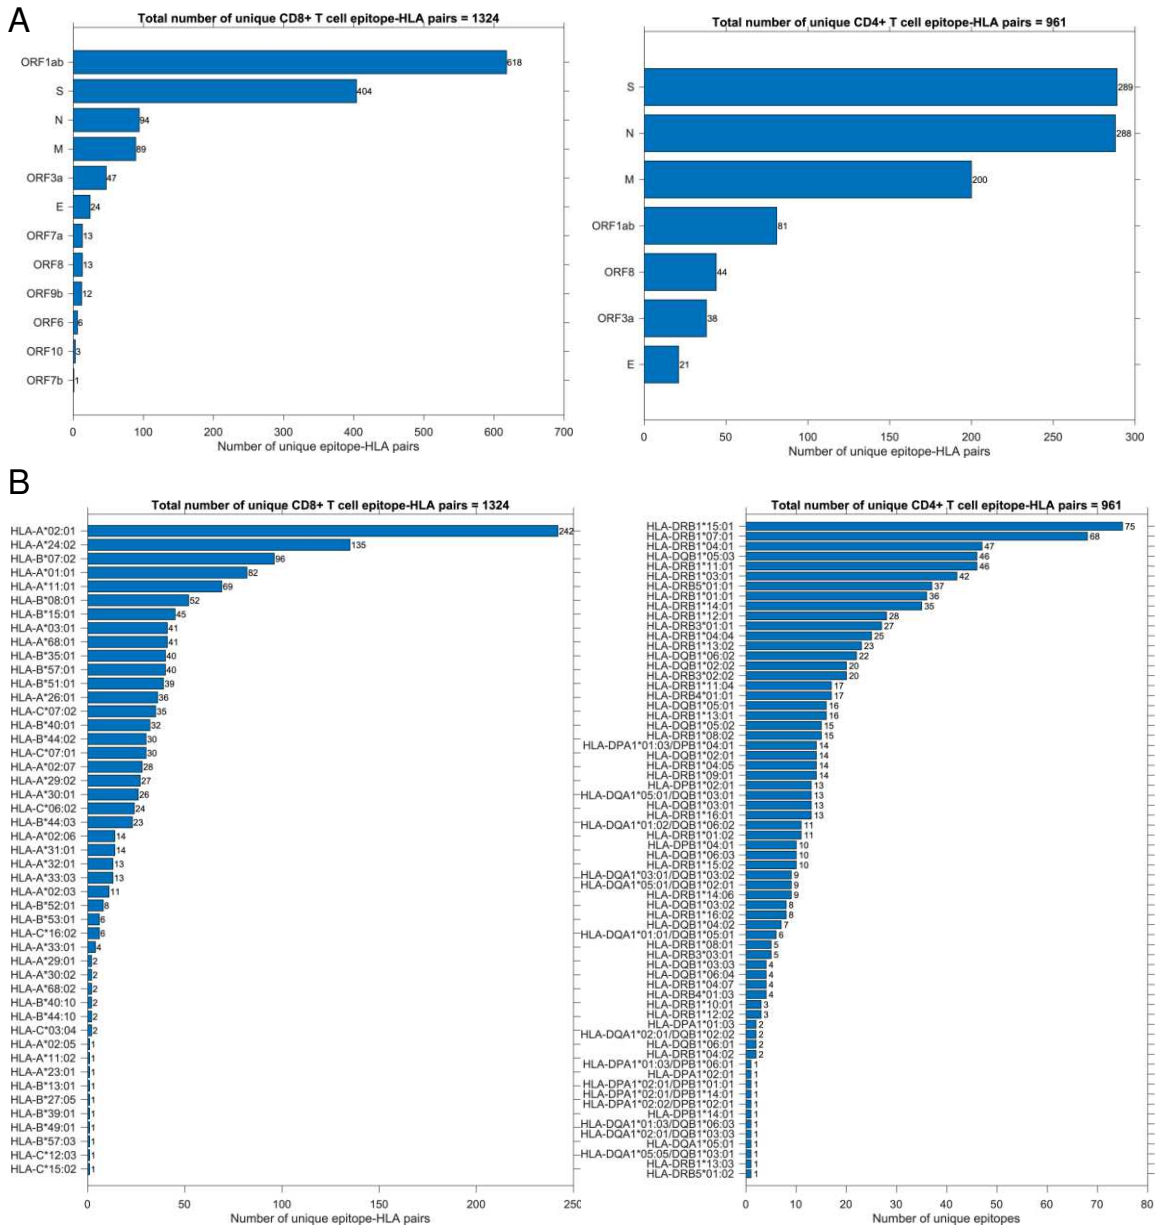 A
Total number of unique CD8+ T cell epitope-HLA pairs = 1324
ORF1ab 618
S 404
N 94
M 89
ORF3a 47
E 24
ORF7a 13
ORF8 13
ORF9b 12
ORF6 6
ORF10 3
ORF7b 1
0 100 200 300 400 500 600 700
Number of unique epitope-HLA pairs
Total number of unique CD4+ T cell epitope-HLA pairs = 961
S 289
N 288
M 200
ORF1ab 81
ORF8 44
ORF3a 38
E 21
0 50 100 150 200 250 300
Number of unique epitope-HLA pairs
B
Total number of unique CD8+ T cell epitope-HLA pairs = 1324
HLA-A*02:01 242
HLA-A*24:02 135
HLA-B*07:02 96
HLA-A*01:01 82
HLA-A*11:01 69
HLA-B*08:01 52
HLA-B*15:01 45
HLA-A*03:01 41
HLA-A*68:01 41
HLA-B*35:01 40
HLA-B*57:01 40
HLA-B*51:01 39
HLA-A*26:01 36
HLA-C*07:02 35
HLA-B*40:01 32
HLA-B*44:02 30
HLA-C*07:01 30
HLA-A*02:07 28
HLA-A*29:02 27
HLA-A*30:01 26
HLA-C*06:02 24
HLA-B*44:03 23
HLA-A*02:06 14
HLA-A*31:01 14
HLA-A*32:01 13
HLA-A*33:03 13
HLA-A*02:03 11
HLA-B*52:01 8
HLA-B*53:01 6
HLA-C*16:02 6
HLA-A*33:01 4
HLA-A*29:01 2
HLA-A*30:02 2
HLA-A*68:02 2
HLA-B*40:10 2
HLA-B*44:10 2
HLA-C*03:04 2
HLA-A*02:05 1
HLA-A*11:02 1
HLA-A*23:01 1
HLA-B*13:01 1
HLA-B*27:05 1
HLA-B*39:01 1
HLA-B*49:01 1
HLA-B*57:03 1
HLA-C*12:03 1
HLA-C*15:02 1
0 50 100 150 200 250
Number of unique epitope-HLA pairs
Total number of unique CD4+ T cell epitope-HLA pairs = 961
HLA-DRB1*15:01 75
HLA-DRB1*07:01 68
HLA-DRB1*04:01 47
HLA-DQB1*05:03 46
HLA-DRB1*11:01 46
HLA-DRB1*03:01 42
HLA-DRB5*01:01 37
HLA-DRB1*01:01 36
HLA-DRB1*14:01 35
HLA-DRB1*12:01 28
HLA-DRB3*01:01 27
HLA-DRB1*04:04 25
HLA-DRB1*13:02 23
HLA-DQB1*06:02 22
HLA-DQB1*02:02 20
HLA-DRB3*02:02 20
HLA-DRB1*11:04 17
HLA-DRB4*01:01 17
HLA-DQB1*05:01 16
HLA-DRB1*13:01 16
HLA-DQB1*05:02 15
HLA-DRB1*08:02 15
HLA-DPA1*01:03/DPB1*04:01 14
HLA-DQB1*02:01 14
HLA-DRB1*04:05 14
HLA-DRB1*09:01 14
HLA-DPB1*02:01 13
HLA-DQA1*05:01/DQB1*03:01 13
HLA-DQB1*03:01 13
HLA-DRB1*16:01 13
HLA-DQA1*01:02/DQB1*06:02 11
HLA-DRB1*01:02 11
HLA-DPB1*04:01 10
HLA-DQB1*06:03 10
HLA-DRB1*15:02 10
HLA-DQA1*03:01/DQB1*03:02 9
HLA-DQA1*05:01/DQB1*02:01 9
HLA-DRB1*14:06 9
HLA-DQB1*03:02 8
HLA-DRB1*16:02 8
HLA-DQB1*04:02 7
HLA-DQA1*01:01/DQB1*05:01 6
HLA-DRB1*08:01 5
HLA-DRB3*03:01 5
HLA-DQB1*03:03 4
HLA-DQB1*06:04 4
HLA-DRB1*04:07 4
HLA-DRB4*01:03 4
HLA-DRB1*10:01 3
HLA-DRB1*12:02 3
HLA-DPA1*01:03 2
HLA-DQA1*02:01/DQB1*02:02 2
HLA-DQB1*06:01 2
HLA-DRB1*04:02 2
HLA-DPA1*01:03/DPB1*06:01 1
HLA-DPA1*02:01 1
HLA-DPA1*02:01/DPB1*01:01 1
HLA-DPA1*02:01/DPB1*14:01 1
HLA-DPA1*02:02/DPB1*02:01 1
HLA-DPB1*14:01 1
HLA-DQA1*01:03/DQB1*06:03 1
HLA-DQA1*02:01/DQB1*03:03 1
HLA-DQA1*05:01 1
HLA-DQA1*05:05/DQB1*03:01 1
HLA-DRB1*13:03 1
HLA-DRB5*01:02 1
0 10 20 30 40 50 60 70 80
Number of unique epitopes